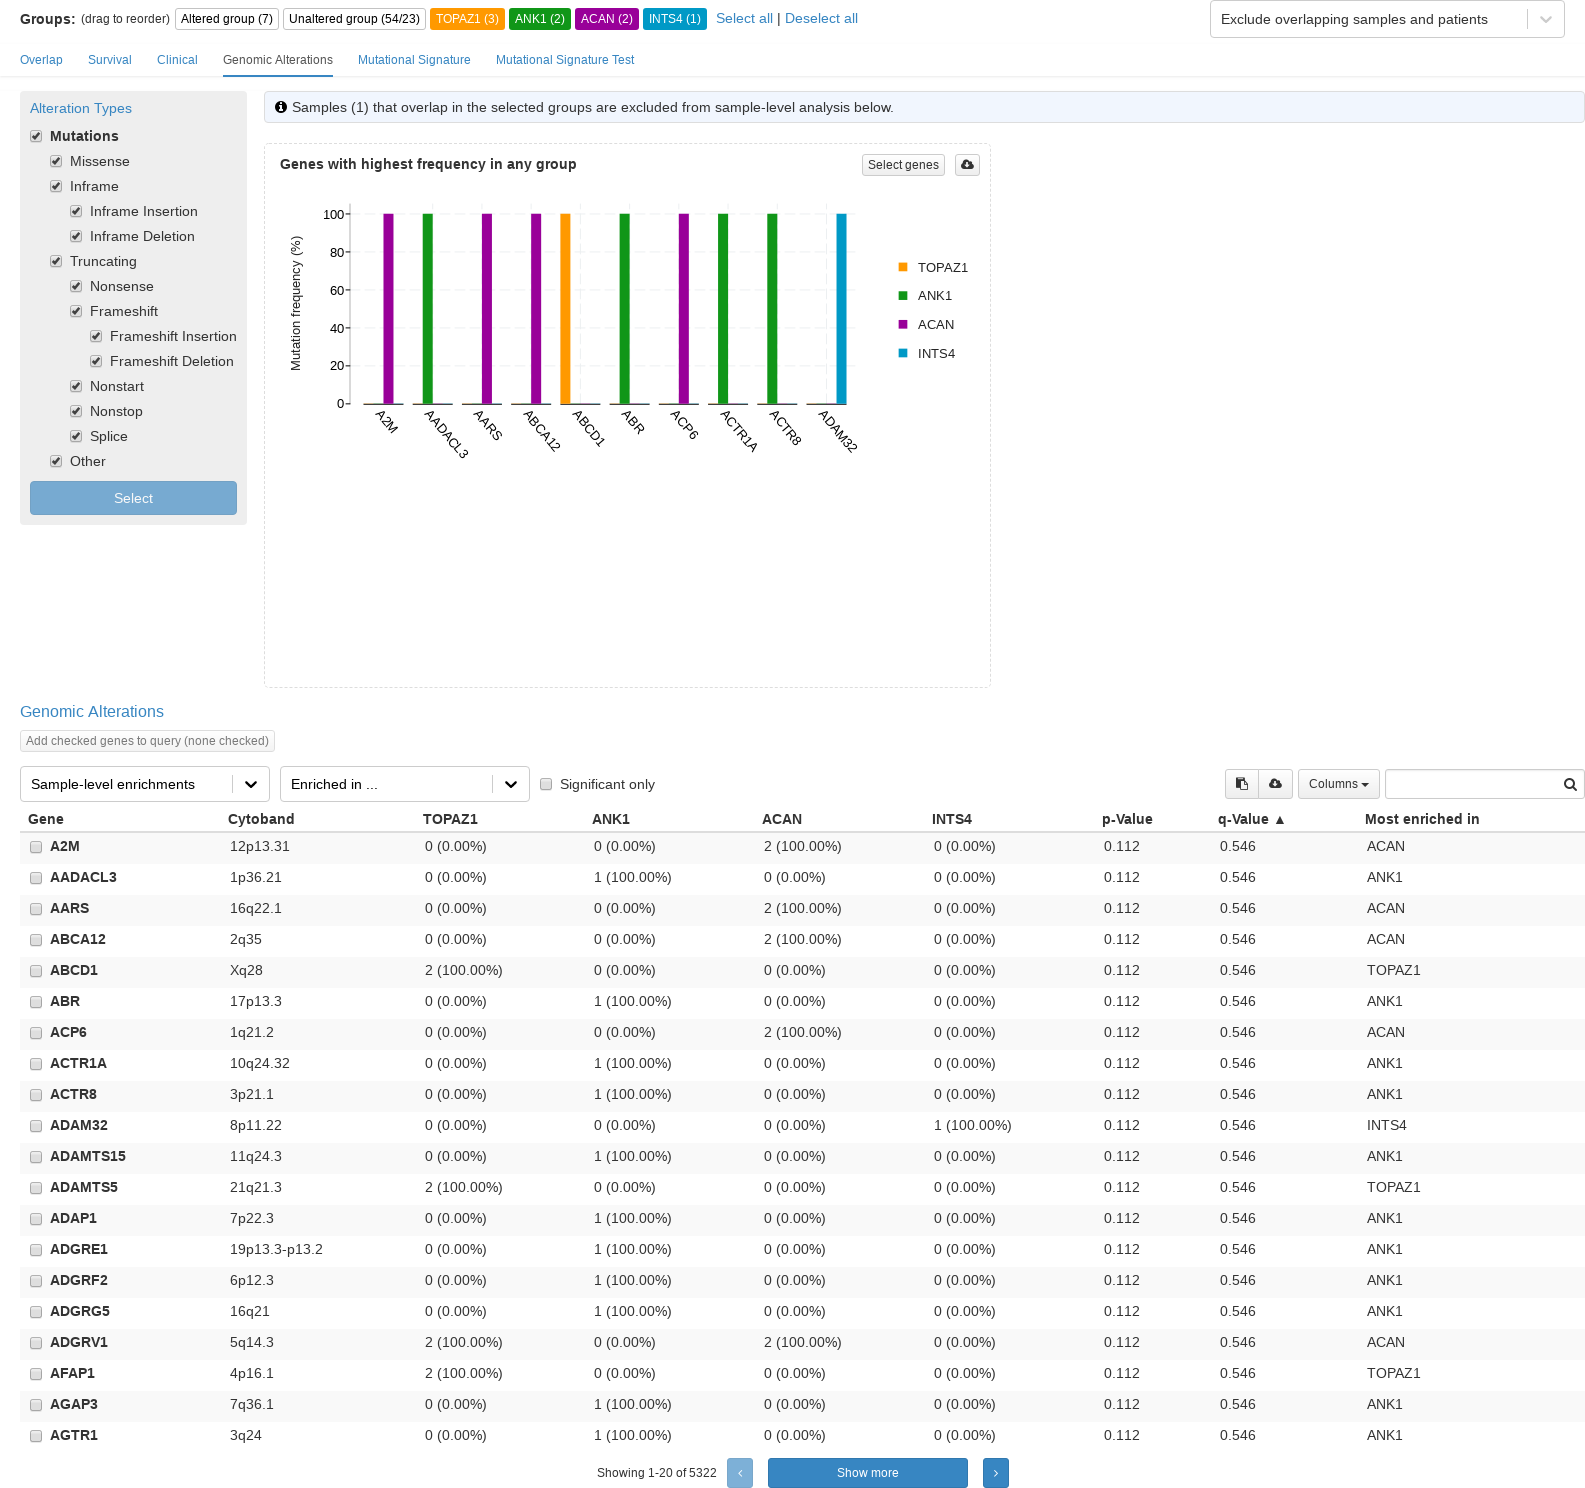 Groups: (drag to reorder) Altered group (7) Unaltered group (54/23) TOPAZ1 (3) ANK1 (2) ACAN (2) INTS4 (1) Select all | Deselect all Exclude overlapping samples and patients
Overlap Survival Clinical Genomic Alterations Mutational Signature Mutational Signature Test
Alteration Types
Mutations
Missense
Inframe
Inframe Insertion
Inframe Deletion
Truncating
Nonsense
Frameshift
Frameshift Insertion
Frameshift Deletion
Nonstart
Nonstop
Splice
Other
Select
Samples (1) that overlap in the selected groups are excluded from sample-level analysis below.
Genes with highest frequency in any group Select genes
Mutation frequency (%)
100
80
60
40
20
0
A2M AADACL3 AARS ABCA12 ABCD1 ABR ACP6 ACTR1A ACTR8 ADAM32
TOPAZ1
ANK1
ACAN
INTS4
Genomic Alterations
Add checked genes to query (none checked)
Sample-level enrichments Enriched in ... Significant only Columns
Gene Cytoband TOPAZ1 ANK1 ACAN INTS4 p-Value q-Value ▲ Most enriched in
A2M 12p13.31 0 (0.00%) 0 (0.00%) 2 (100.00%) 0 (0.00%) 0.112 0.546 ACAN
AADACL3 1p36.21 0 (0.00%) 1 (100.00%) 0 (0.00%) 0 (0.00%) 0.112 0.546 ANK1
AARS 16q22.1 0 (0.00%) 0 (0.00%) 2 (100.00%) 0 (0.00%) 0.112 0.546 ACAN
ABCA12 2q35 0 (0.00%) 0 (0.00%) 2 (100.00%) 0 (0.00%) 0.112 0.546 ACAN
ABCD1 Xq28 2 (100.00%) 0 (0.00%) 0 (0.00%) 0 (0.00%) 0.112 0.546 TOPAZ1
ABR 17p13.3 0 (0.00%) 1 (100.00%) 0 (0.00%) 0 (0.00%) 0.112 0.546 ANK1
ACP6 1q21.2 0 (0.00%) 0 (0.00%) 2 (100.00%) 0 (0.00%) 0.112 0.546 ACAN
ACTR1A 10q24.32 0 (0.00%) 1 (100.00%) 0 (0.00%) 0 (0.00%) 0.112 0.546 ANK1
ACTR8 3p21.1 0 (0.00%) 1 (100.00%) 0 (0.00%) 0 (0.00%) 0.112 0.546 ANK1
ADAM32 8p11.22 0 (0.00%) 0 (0.00%) 0 (0.00%) 1 (100.00%) 0.112 0.546 INTS4
ADAMTS15 11q24.3 0 (0.00%) 1 (100.00%) 0 (0.00%) 0 (0.00%) 0.112 0.546 ANK1
ADAMTS5 21q21.3 2 (100.00%) 0 (0.00%) 0 (0.00%) 0 (0.00%) 0.112 0.546 TOPAZ1
ADAP1 7p22.3 0 (0.00%) 1 (100.00%) 0 (0.00%) 0 (0.00%) 0.112 0.546 ANK1
ADGRE1 19p13.3-p13.2 0 (0.00%) 1 (100.00%) 0 (0.00%) 0 (0.00%) 0.112 0.546 ANK1
ADGRF2 6p12.3 0 (0.00%) 1 (100.00%) 0 (0.00%) 0 (0.00%) 0.112 0.546 ANK1
ADGRG5 16q21 0 (0.00%) 1 (100.00%) 0 (0.00%) 0 (0.00%) 0.112 0.546 ANK1
ADGRV1 5q14.3 2 (100.00%) 0 (0.00%) 2 (100.00%) 0 (0.00%) 0.112 0.546 ACAN
AFAP1 4p16.1 2 (100.00%) 0 (0.00%) 0 (0.00%) 0 (0.00%) 0.112 0.546 TOPAZ1
AGAP3 7q36.1 0 (0.00%) 1 (100.00%) 0 (0.00%) 0 (0.00%) 0.112 0.546 ANK1
AGTR1 3q24 0 (0.00%) 1 (100.00%) 0 (0.00%) 0 (0.00%) 0.112 0.546 ANK1
Showing 1-20 of 5322 ‹ Show more ›